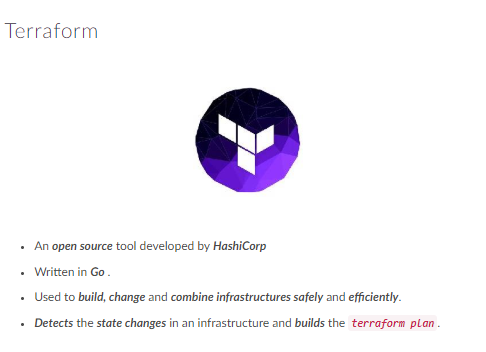 Terraform
• An open source tool developed by HashiCorp
• Written in Go .
• Used to build, change and combine infrastructures safely and efficiently.
• Detects the state changes in an infrastructure and builds the terraform plan .